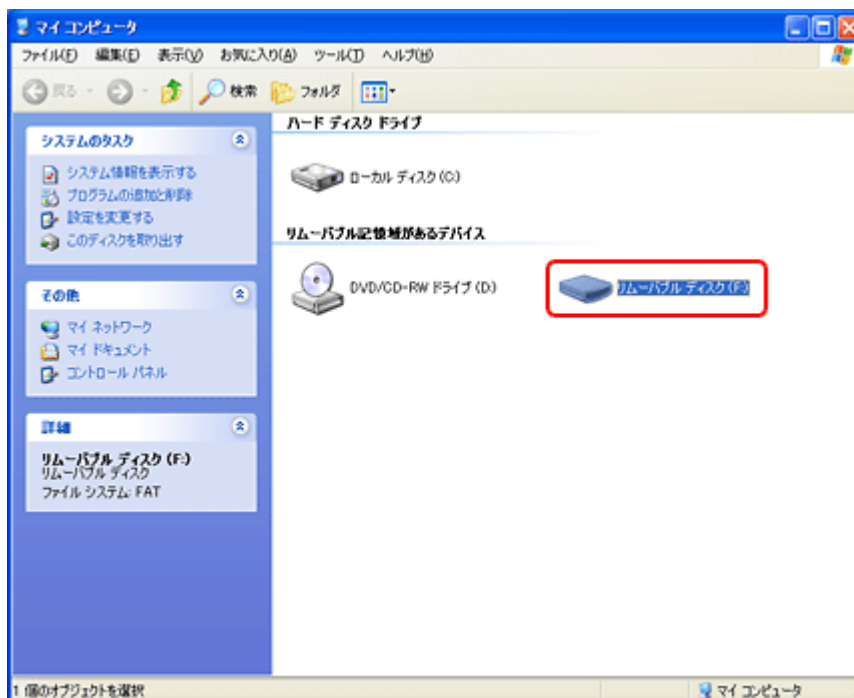 マイ コンピュータ
ファイル(F) 編集(E) 表示(V) お気に入り(A) ツール(T) ヘルプ(H)
戻る 検索 フォルダ
システムのタスク
システム情報を表示する
プログラムの追加と削除
設定を変更する
このディスクを取り出す
その他
マイ ネットワーク
マイ ドキュメント
コントロール パネル
詳細
リムーバブル ディスク (F:)
リムーバブル ディスク
ファイル システム: FAT
ハード ディスク ドライブ
ローカル ディスク (C:)
リムーバブル記憶域があるデバイス
DVD/CD-RW ドライブ (D:)
リムーバブル ディスク (F:)
1 個のオブジェクトを選択
マイ コンピュータ